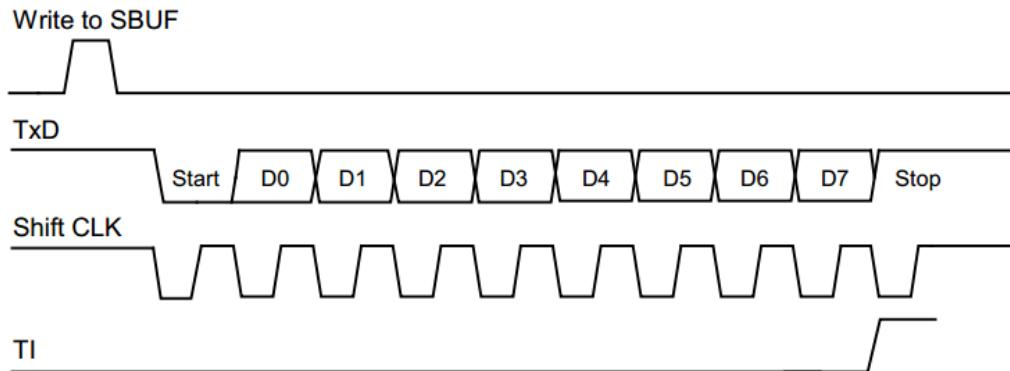 Write to SBUF
TxD
Start D0 D1 D2 D3 D4 D5 D6 D7 Stop
Shift CLK
TI